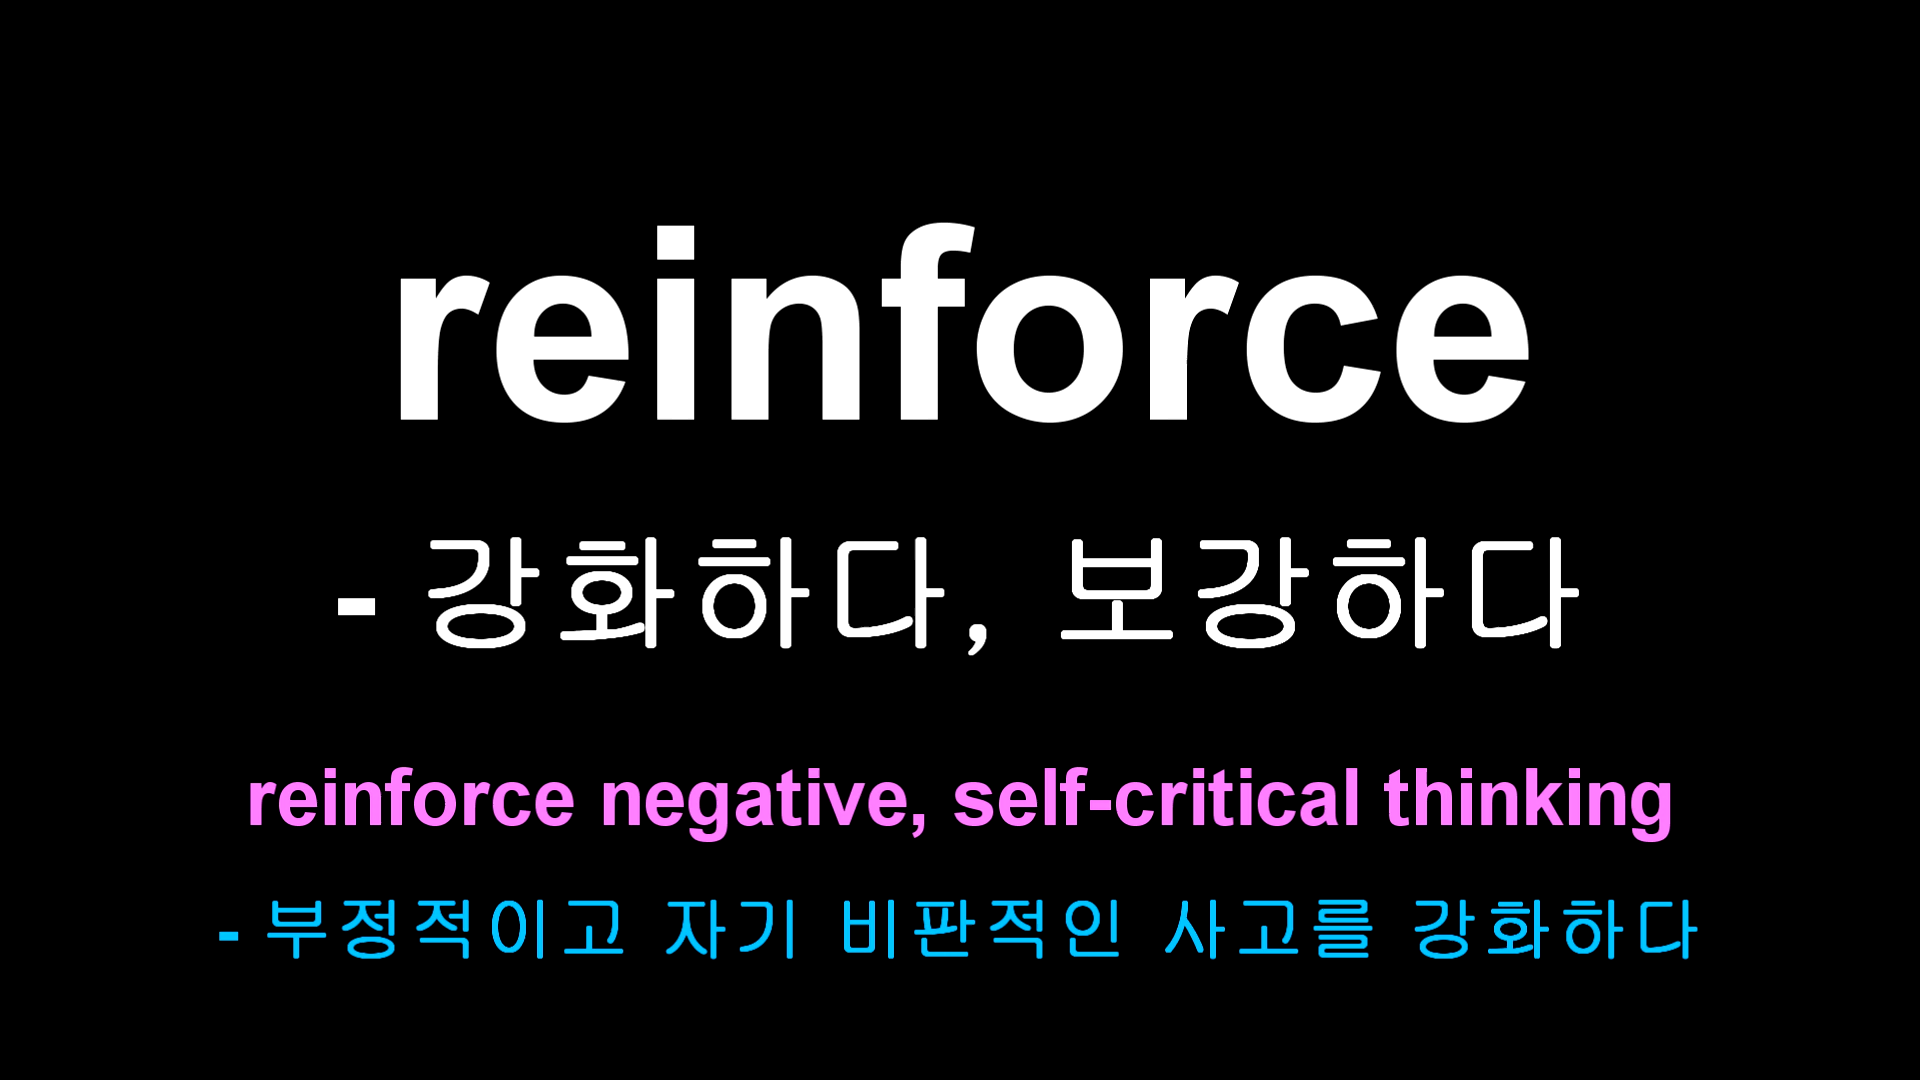 reinforce
- 강화하다, 보강하다
reinforce negative, self-critical thinking
- 부정적이고 자기 비판적인 사고를 강화하다